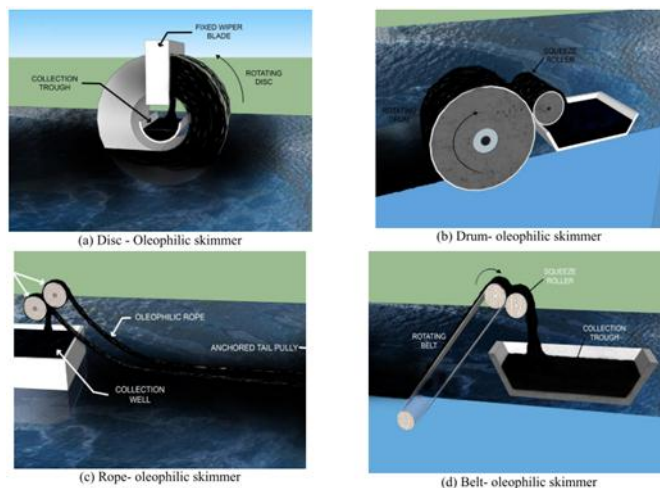 FIXED WIPER
BLADE
COLLECTION
TROUGH
ROTATING
DISC
(a) Disc - Oleophilic skimmer
SQUEEZE
ROLLER
ROTATING
DRUM
(b) Drum- oleophilic skimmer
OLEOPHILIC ROPE
ANCHORED TAIL PULLY
COLLECTION
WELL
(c) Rope- oleophilic skimmer
SQUEEZE
ROLLER
ROTATING
BELT
COLLECTION
TROUGH
(d) Belt- oleophilic skimmer